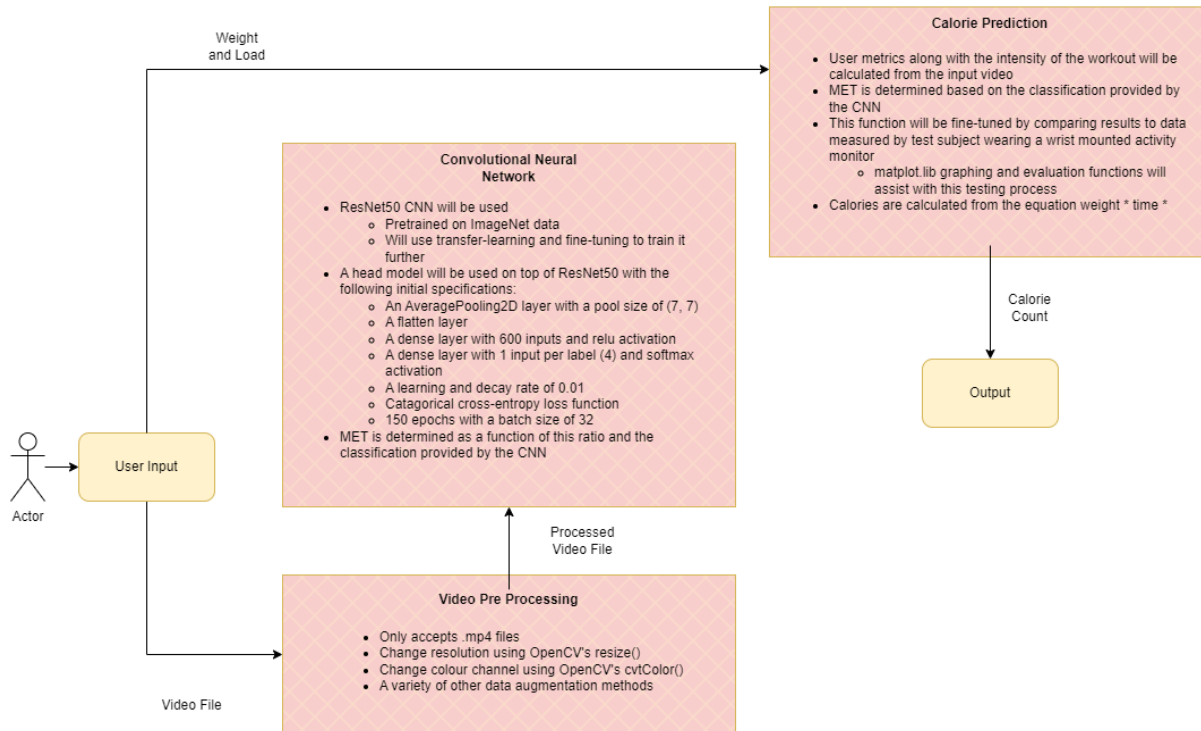 Weight
and Load
Calorie Prediction
User metrics along with the intensity of the workout will be
calculated from the input video
MET is determined based on the classification provided by
the CNN
This function will be fine-tuned by comparing results to data
measured by test subject wearing a wrist mounted activity
monitor
matplot.lib graphing and evaluation functions will
assist with this testing process
Calories are calculated from the equation weight * time *
Convolutional Neural
Network
ResNet50 CNN will be used
Pretrained on ImageNet data
Will use transfer-learning and fine-tuning to train it
further
A head model will be used on top of ResNet50 with the
following initial specifications:
An AveragePooling2D layer with a pool size of (7, 7)
A flatten layer
A dense layer with 600 inputs and relu activation
A dense layer with 1 input per label (4) and softmax
activation
A learning and decay rate of 0.01
Catagorical cross-entropy loss function
150 epochs with a batch size of 32
MET is determined as a function of this ratio and the
classification provided by the CNN
Calorie
Count
Output
User Input
Actor
Processed
Video File
Video Pre Processing
Only accepts .mp4 files
Change resolution using OpenCV's resize()
Change colour channel using OpenCV's cvtColor()
A variety of other data augmentation methods
Video File